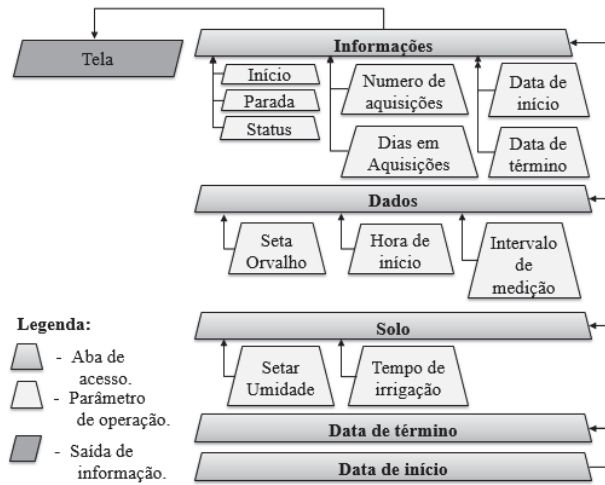 Tela
Informações
Início
Parada
Status
Numero de
aquisições
Dias em
Aquisições
Data de
início
Data de
término
Dados
Seta
Orvalho
Hora de
início
Intervalo
de
medição
Legenda:
- Aba de
acesso.
- Parâmetro
de operação.
- Saída de
informação.
Solo
Setar
Umidade
Tempo de
irrigação
Data de término
Data de início